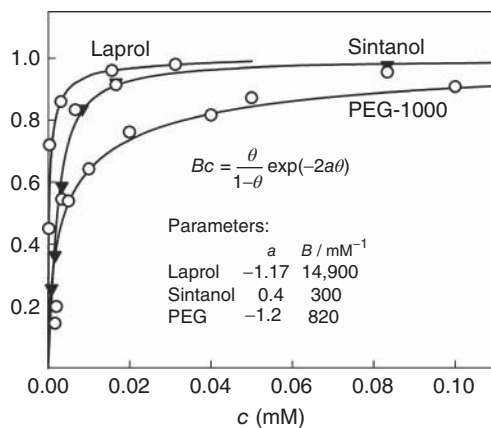 1.0
0.8
0.6
0.4
0.2
Laprol
Sintanol
PEG-1000
Bc = θ/1−θ exp(−2aθ)
Parameters:
a B / mM⁻¹
Laprol −1.17 14,900
Sintanol 0.4 300
PEG −1.2 820
0.00 0.02 0.04 0.06 0.08 0.10
c (mM)